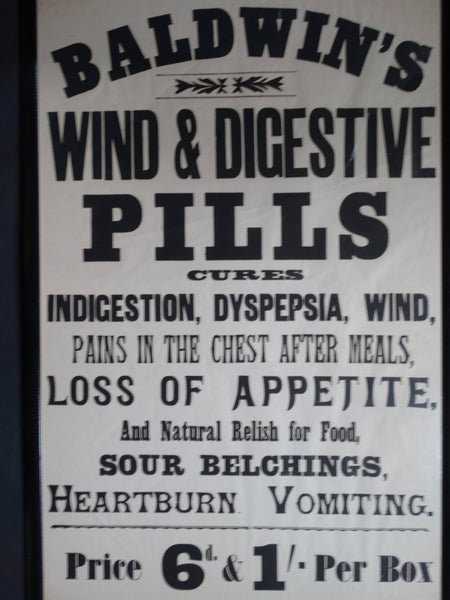 BALDWIN'S
WIND & DIGESTIVE
PILLS
CURES
INDIGESTION, DYSPEPSIA, WIND,
PAINS IN THE CHEST AFTER MEALS,
LOSS OF APPETITE,
And Natural Relish for Food,
SOUR BELCHINGS,
HEARTBURN VOMITING.
Price 6d. & 1/- Per Box